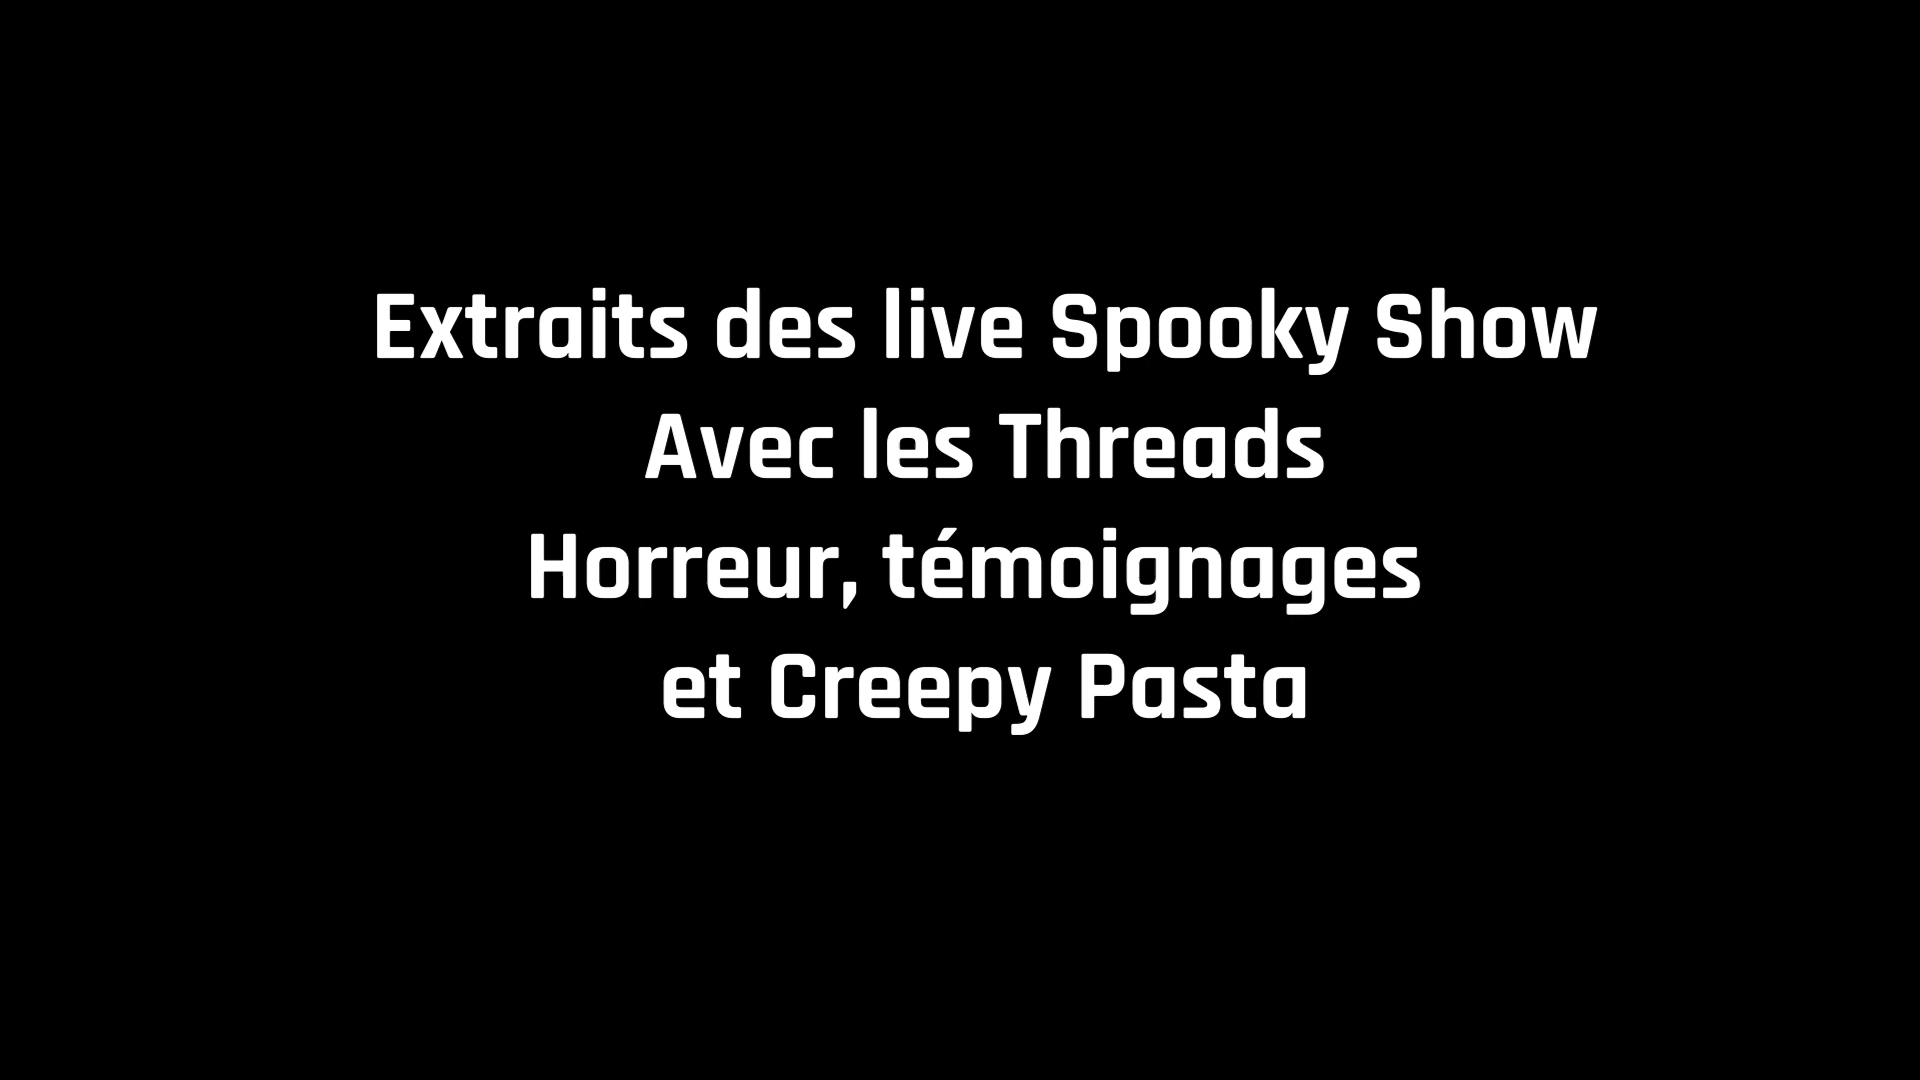 Extraits des live Spooky Show
Avec les Threads
Horreur, témoignages
et Creepy Pasta